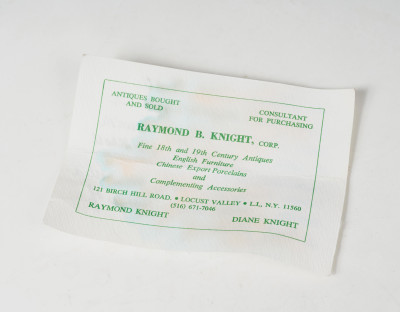 ANTIQUES BOUGHT
AND SOLD
CONSULTANT
FOR PURCHASING
RAYMOND B. KNIGHT, CORP.
Fine 18th and 19th Century Antiques
English Furniture
Chinese Export Porcelains
and
Complementing Accessories
121 BIRCH HILL ROAD, • LOCUST VALLEY • L.I., N.Y. 11560
(516) 671-7046
RAYMOND KNIGHT
DIANE KNIGHT